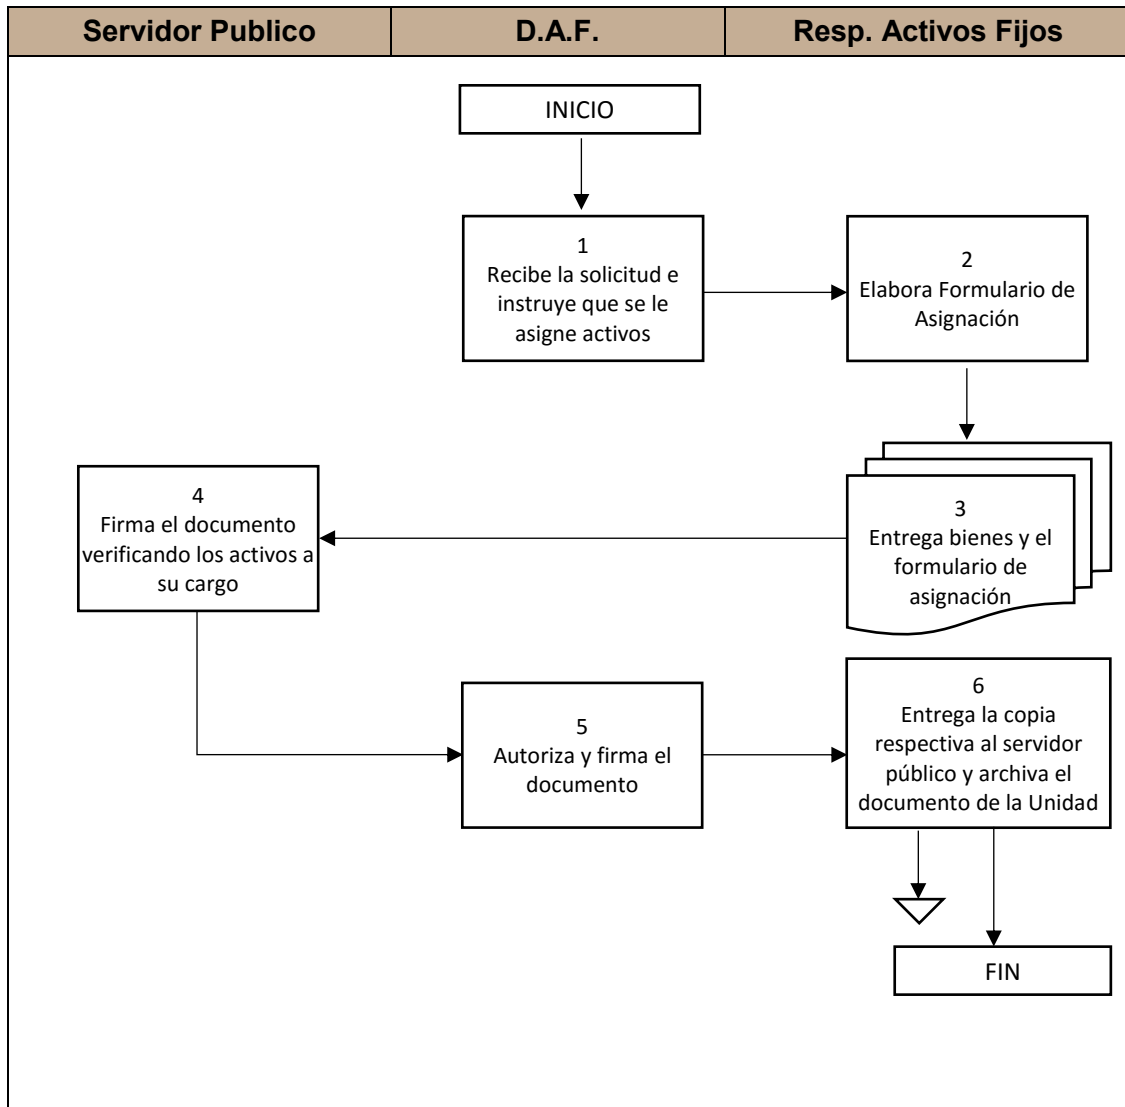 Servidor Publico
D.A.F.
Resp. Activos Fijos
INICIO
1
Recibe la solicitud e
instruye que se le
asigne activos
2
Elabora Formulario de
Asignación
3
Entrega bienes y el
formulario de
asignación
4
Firma el documento
verificando los activos a
su cargo
5
Autoriza y firma el
documento
6
Entrega la copia
respectiva al servidor
público y archiva el
documento de la Unidad
FIN